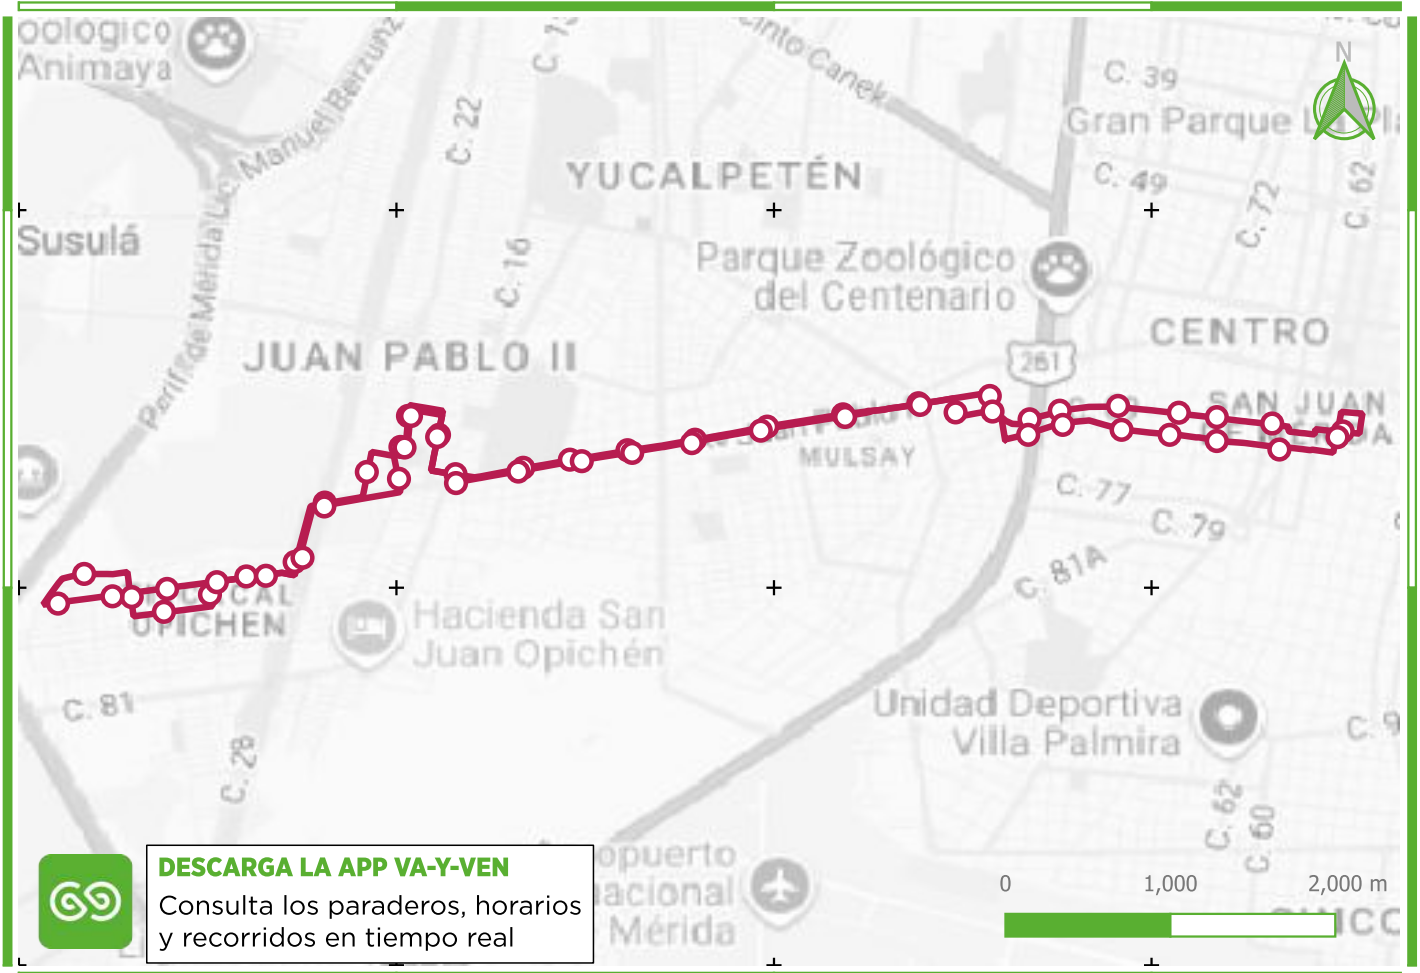 C. 39
Gran Parque
Animaya
Manuel Berzunz
Canek
C. 22
YUCALPETÉN
C. 49
C. 72
C. 62
N
Susulá
C. 16
Parque Zoológico
del Centenario
de Mérida
JUAN PABLO II
CENTRO
261
SAN JUAN
MULSAY
C. 77
C. 79
C. 81A
OPICHEN
Hacienda San
Juan Opichén
C. 81
C. 28
Unidad Deportiva
Villa Palmira
C. 62
C. 60
DESCARGA LA APP VA-Y-VEN
Consulta los paraderos, horarios
y recorridos en tiempo real
opuerto
nacional
Mérida
0 1,000 2,000 m